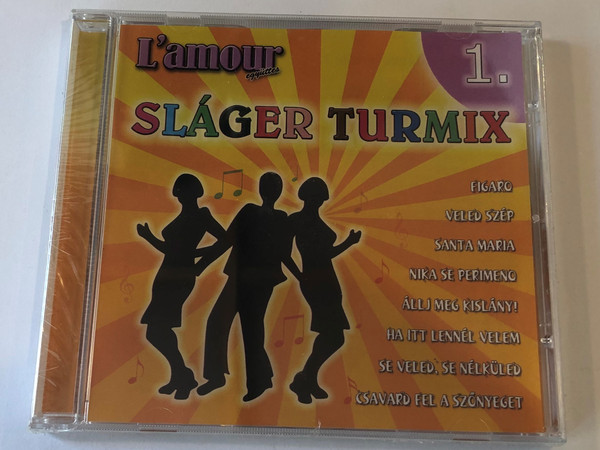 L'amour
együttes
1.
SLÁGER TURMIX
FIGARO
VELED SZÉP
SANTA MARIA
NIKA SE PERIMENO
ÁLLJ MEG KISLÁNY!
HA ITT LENNÉL VELEM
SE VELED, SE NÉLKÜLED
CSAVARD FEL A SZŐNYEGET